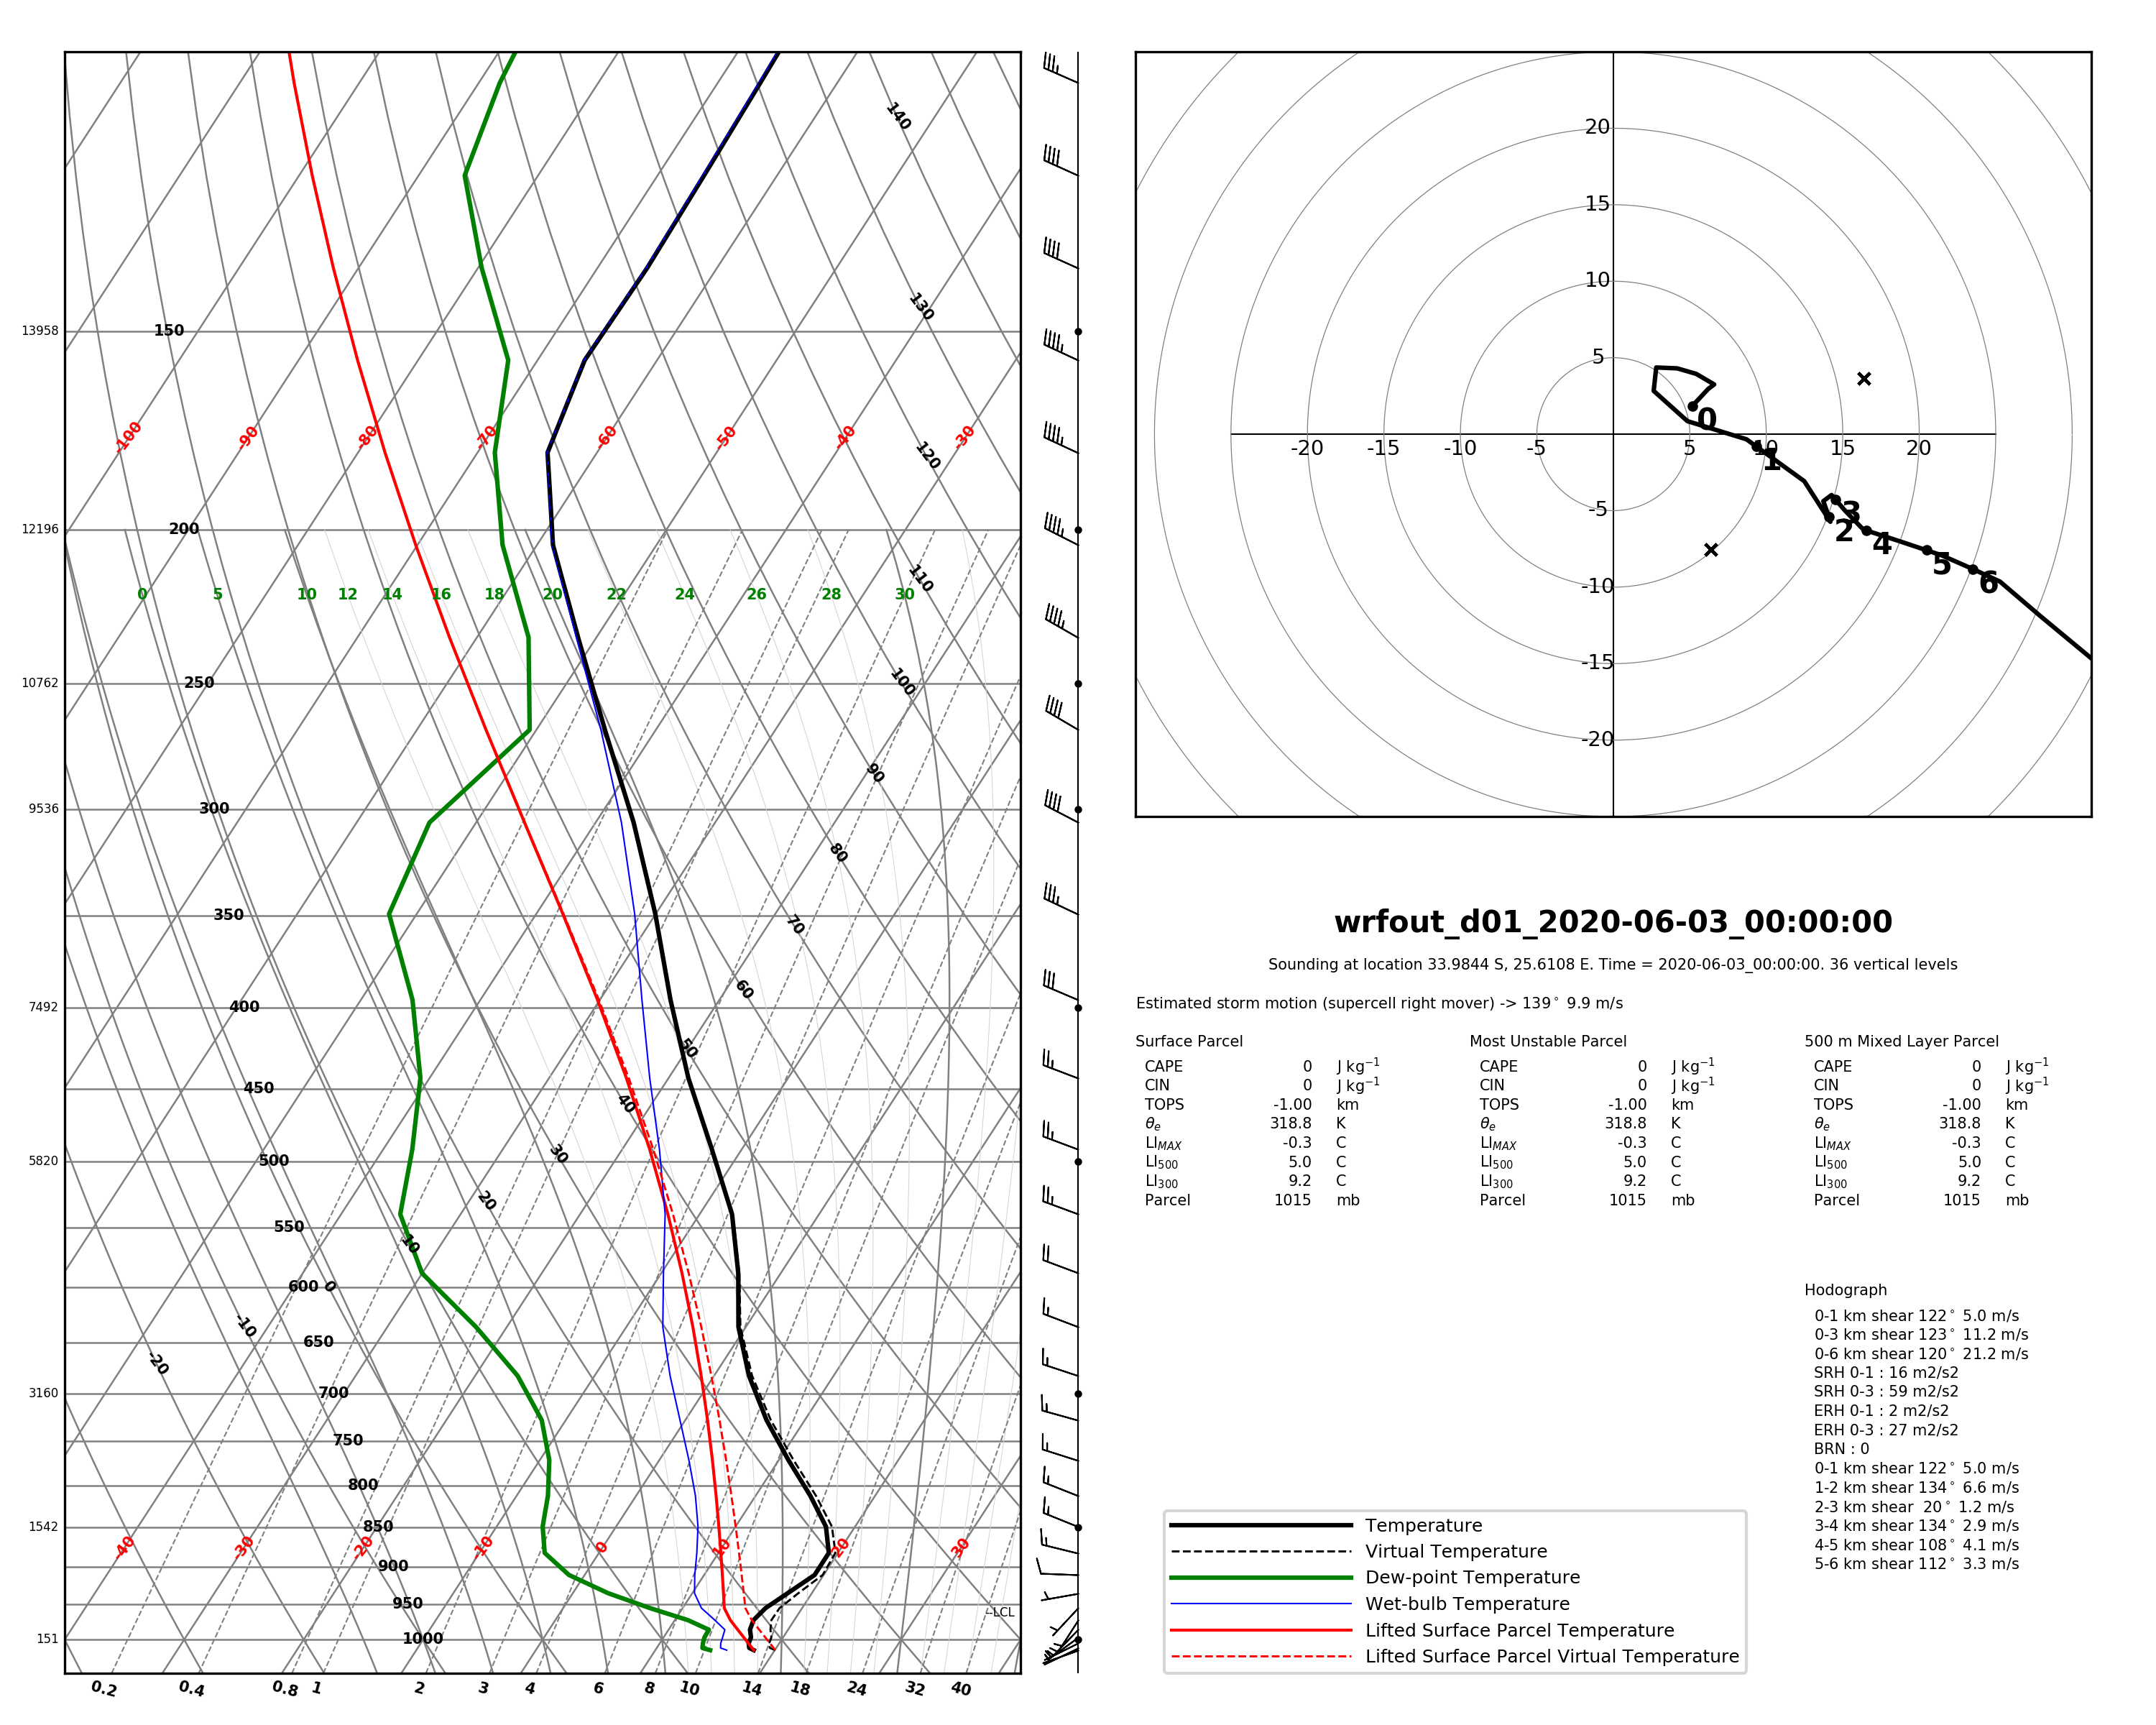 140
130
120
110
100
90
80
70
60
50
40
30
20
10
0
-10
-20
13958 150
-100 -90 -80 -70 -60 -50 -40 -30
12196 200
0 5 10 12 14 16 18 20 22 24 26 28 30
10762 250
9536 300
350
7492 400
450
5820 500
550
600
650
3160 700
750
800
1542 850
-40 -30 -20 -10 0 10 20 30
900
950
--LCL
151 1000
0.2 0.4 0.8 1 2 3 4 6 8 10 14 18 24 32 40
20
15
10
5
-20 -15 -10 -5 5 10 15 20
-5
-10
-15
-20
0
1
2
3
4
5
6
wrfout_d01_2020-06-03_00:00:00
Sounding at location 33.9844 S, 25.6108 E. Time = 2020-06-03_00:00:00. 36 vertical levels
Estimated storm motion (supercell right mover) -> 139° 9.9 m/s
Surface Parcel
CAPE 0 J kg⁻¹
CIN 0 J kg⁻¹
TOPS -1.00 km
θe 318.8 K
LIMAX -0.3 C
LI500 5.0 C
LI300 9.2 C
Parcel 1015 mb
Most Unstable Parcel
CAPE 0 J kg⁻¹
CIN 0 J kg⁻¹
TOPS -1.00 km
θe 318.8 K
LIMAX -0.3 C
LI500 5.0 C
LI300 9.2 C
Parcel 1015 mb
500 m Mixed Layer Parcel
CAPE 0 J kg⁻¹
CIN 0 J kg⁻¹
TOPS -1.00 km
θe 318.8 K
LIMAX -0.3 C
LI500 5.0 C
LI300 9.2 C
Parcel 1015 mb
Hodograph
0-1 km shear 122° 5.0 m/s
0-3 km shear 123° 11.2 m/s
0-6 km shear 120° 21.2 m/s
SRH 0-1 : 16 m2/s2
SRH 0-3 : 59 m2/s2
ERH 0-1 : 2 m2/s2
ERH 0-3 : 27 m2/s2
BRN : 0
0-1 km shear 122° 5.0 m/s
1-2 km shear 134° 6.6 m/s
2-3 km shear 20° 1.2 m/s
3-4 km shear 134° 2.9 m/s
4-5 km shear 108° 4.1 m/s
5-6 km shear 112° 3.3 m/s
Temperature
Virtual Temperature
Dew-point Temperature
Wet-bulb Temperature
Lifted Surface Parcel Temperature
Lifted Surface Parcel Virtual Temperature